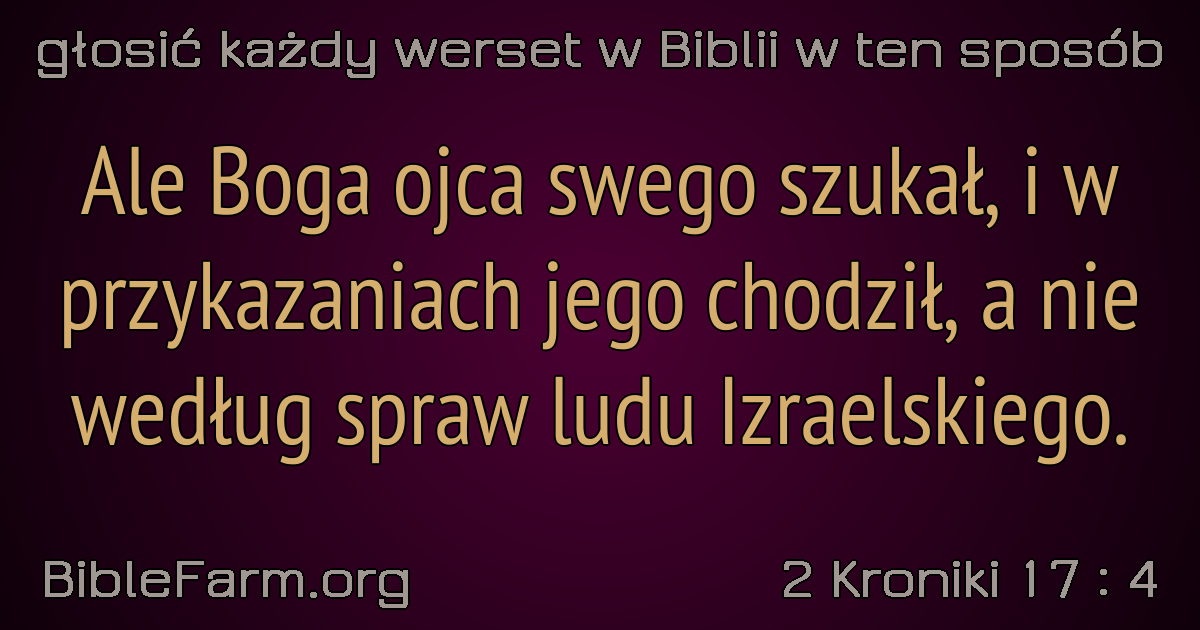 głosić każdy werset w Biblii w ten sposób
Ale Boga ojca swego szukał, i w
przykazaniach jego chodził, a nie
według spraw ludu Izraelskiego.
BibleFarm.org
2 Kroniki 17 : 4